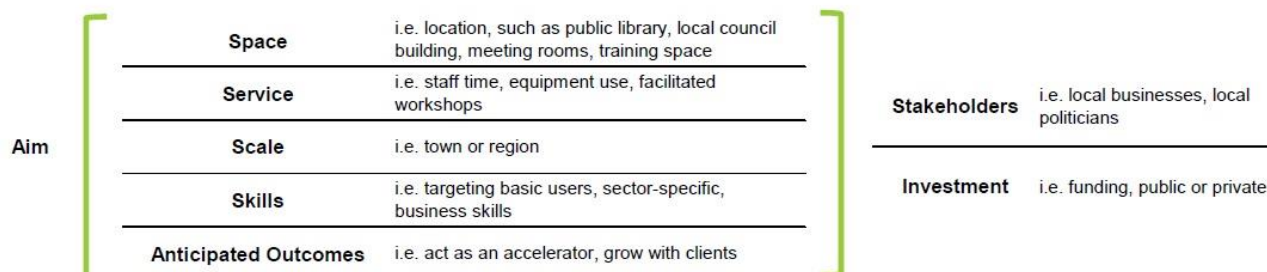 Aim
Space
i.e. location, such as public library, local council
building, meeting rooms, training space
Service
i.e. staff time, equipment use, facilitated
workshops
Scale
i.e. town or region
Skills
i.e. targeting basic users, sector-specific,
business skills
Anticipated Outcomes
i.e. act as an accelerator, grow with clients
Stakeholders
i.e. local businesses, local
politicians
Investment
i.e. funding, public or private